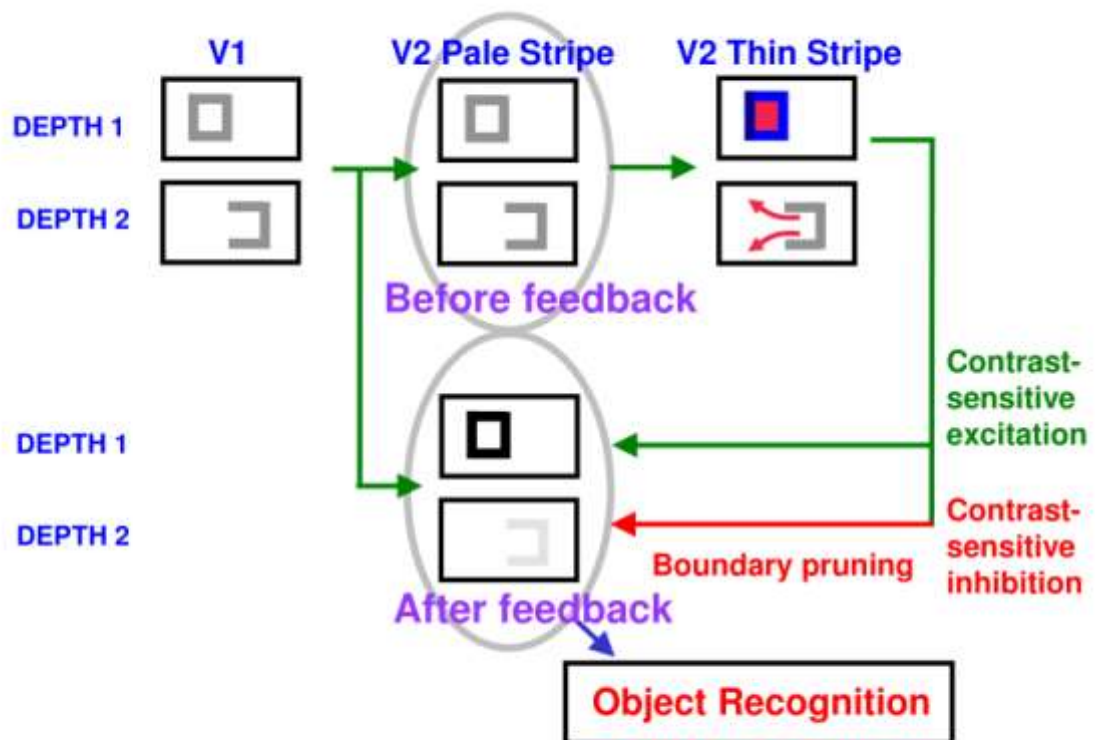 V1
V2 Pale Stripe
V2 Thin Stripe
DEPTH 1
DEPTH 2
Before feedback
Contrast-
sensitive
excitation
DEPTH 1
DEPTH 2
Contrast-
sensitive
inhibition
Boundary pruning
After feedback
Object Recognition